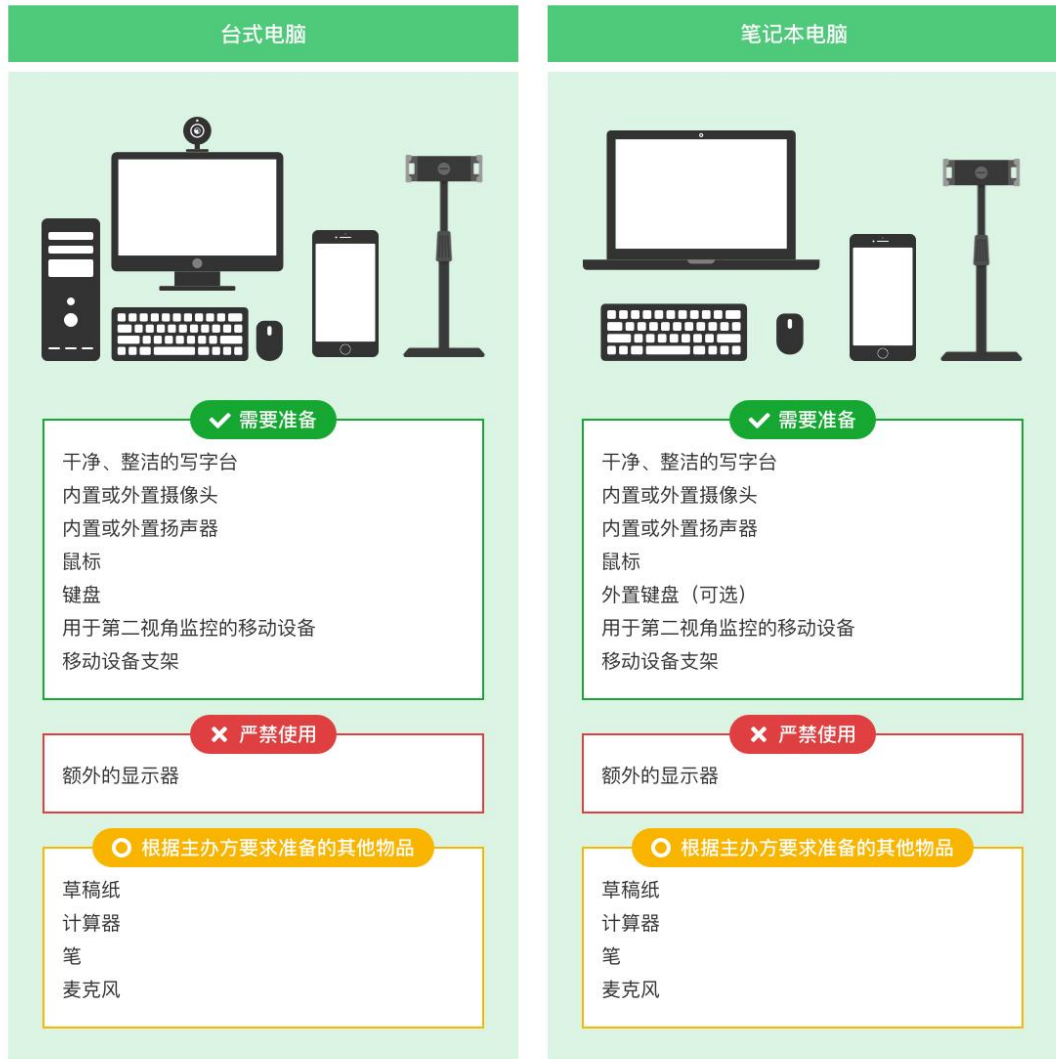 台式电脑
需要准备
干净、整洁的写字台
内置或外置摄像头
内置或外置扬声器
鼠标
键盘
用于第二视角监控的移动设备
移动设备支架
严禁使用
额外的显示器
根据主办方要求准备的其他物品
草稿纸
计算器
笔
麦克风
笔记本电脑
需要准备
干净、整洁的写字台
内置或外置摄像头
内置或外置扬声器
鼠标
外置键盘（可选）
用于第二视角监控的移动设备
移动设备支架
严禁使用
额外的显示器
根据主办方要求准备的其他物品
草稿纸
计算器
笔
麦克风